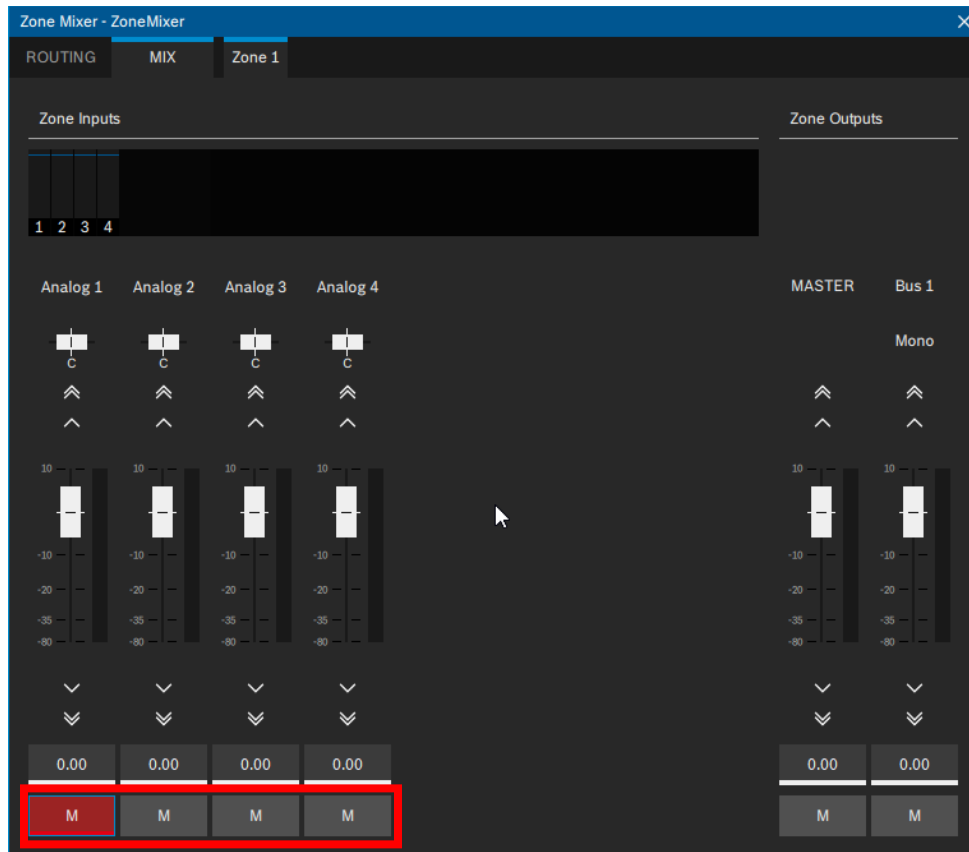 Zone Mixer - ZoneMixer
ROUTING MIX Zone 1
Zone Inputs Zone Outputs
1 2 3 4
Analog 1 Analog 2 Analog 3 Analog 4 MASTER Bus 1
Mono
C C C C
10 10 10 10 10 10
-10 -10 -10 -10 -10 -10
-20 -20 -20 -20 -20 -20
-35 -35 -35 -35 -35 -35
-80 -80 -80 -80 -80 -80
0.00 0.00 0.00 0.00 0.00 0.00
M M M M M M